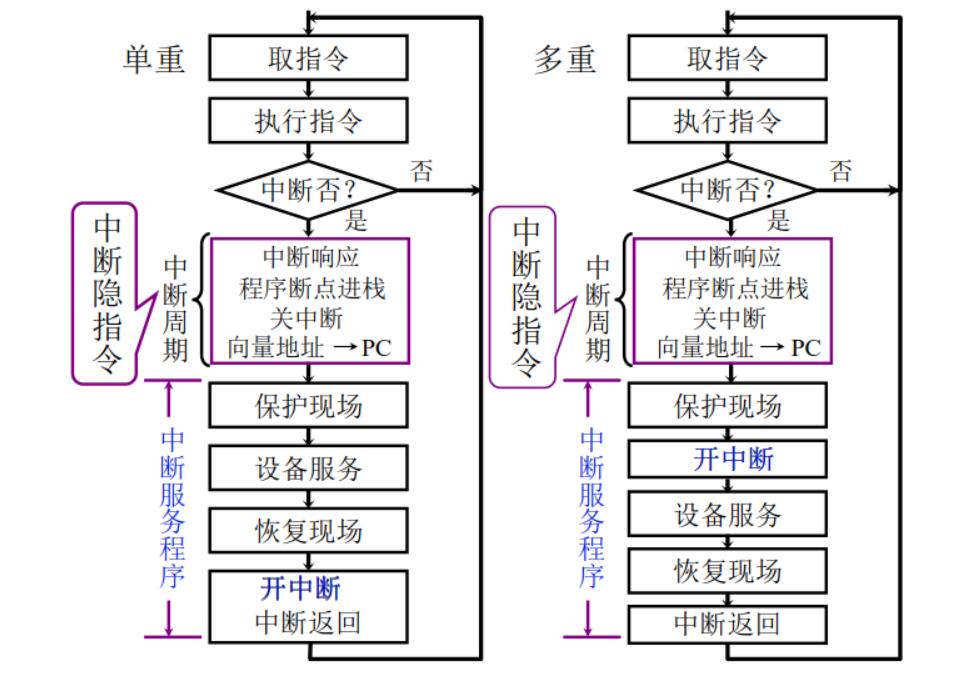 单重
取指令
执行指令
中断否？
否
是
中断隐指令
中断周期
中断响应
程序断点进栈
关中断
向量地址 → PC
中断服务程序
保护现场
设备服务
恢复现场
开中断
中断返回
多重
取指令
执行指令
中断否？
否
是
中断隐指令
中断周期
中断响应
程序断点进栈
关中断
向量地址 → PC
中断服务程序
保护现场
开中断
设备服务
恢复现场
中断返回